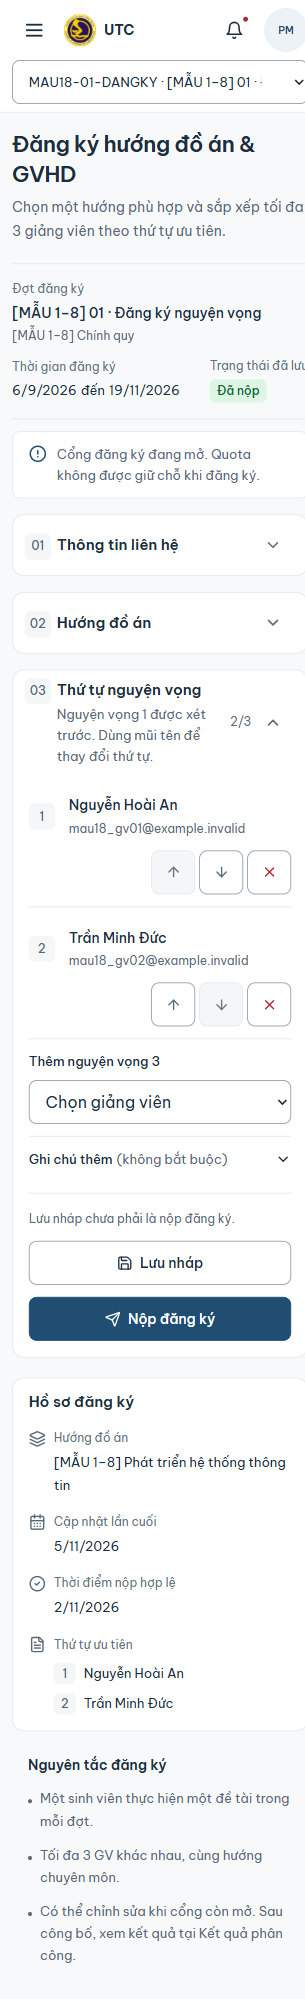 UTC
PM
MAU18-01-DANGKY · [MẪU 1-8] 01 ·
Đăng ký hướng đồ án &
GVHD
Chọn một hướng phù hợp và sắp xếp tối đa
3 giảng viên theo thứ tự ưu tiên.
Đợt đăng ký
[MẪU 1-8] 01 · Đăng ký nguyện vọng
[MẪU 1-8] Chính quy
Thời gian đăng ký
Trạng thái đã lưu
6/9/2026 đến 19/11/2026
Đã nộp
Cổng đăng ký đang mở. Quota
không được giữ chỗ khi đăng ký.
01 Thông tin liên hệ
02 Hướng đồ án
03 Thứ tự nguyện vọng
Nguyện vọng 1 được xét
trước. Dùng mũi tên để
thay đổi thứ tự.
2/3
1 Nguyễn Hoài An
mau18_gv01@example.invalid
2 Trần Minh Đức
mau18_gv02@example.invalid
Thêm nguyện vọng 3
Chọn giảng viên
Ghi chú thêm (không bắt buộc)
Lưu nháp chưa phải là nộp đăng ký.
Lưu nháp
Nộp đăng ký
Hồ sơ đăng ký
Hướng đồ án
[MẪU 1-8] Phát triển hệ thống thông
tin
Cập nhật lần cuối
5/11/2026
Thời điểm nộp hợp lệ
2/11/2026
Thứ tự ưu tiên
1 Nguyễn Hoài An
2 Trần Minh Đức
Nguyên tắc đăng ký
• Một sinh viên thực hiện một đề tài trong
mỗi đợt.
• Tối đa 3 GV khác nhau, cùng hướng
chuyên môn.
• Có thể chỉnh sửa khi cổng còn mở. Sau
công bố, xem kết quả tại Kết quả phân
công.